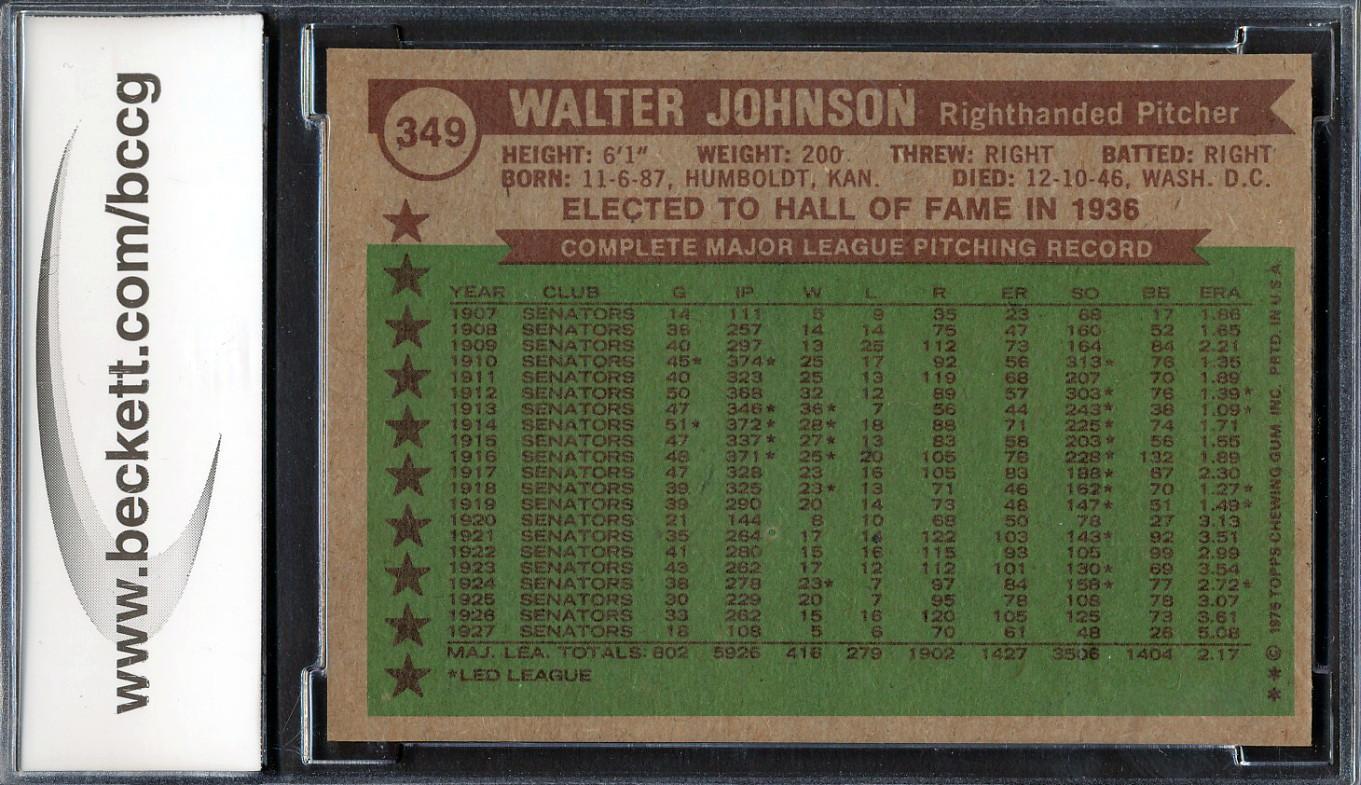 www.beckett.com/bccg
349
WALTER JOHNSON Righthanded Pitcher
HEIGHT: 6'1" WEIGHT: 200 THREW: RIGHT BATTED: RIGHT
BORN: 11-6-87, HUMBOLDT, KAN. DIED: 12-10-46, WASH. D.C.
ELECTED TO HALL OF FAME IN 1936
COMPLETE MAJOR LEAGUE PITCHING RECORD
YEAR CLUB G IP W L R ER SO BB ERA
1907 SENATORS 14 111 5 9 35 23 68 17 1.86
1908 SENATORS 36 257 14 14 75 47 160 52 1.65
1909 SENATORS 40 297 13 25 112 73 164 84 2.21
1910 SENATORS 45* 374* 25 17 92 56 313* 76 1.35
1911 SENATORS 40 323 25 13 119 68 207 70 1.89
1912 SENATORS 50 368 32 12 89 57 303* 76 1.39*
1913 SENATORS 47 346* 36* 7 56 44 243* 38 1.09*
1914 SENATORS 51* 372* 28* 18 88 71 225* 74 1.71
1915 SENATORS 47 337* 27* 13 83 58 203* 56 1.55
1916 SENATORS 48 371* 25* 20 105 78 228* 132 1.89
1917 SENATORS 47 328 23 16 105 83 188* 67 2.30
1918 SENATORS 39 325 23* 13 71 46 162* 70 1.27*
1919 SENATORS 39 290 20 14 73 48 147* 51 1.49*
1920 SENATORS 21 144 8 10 68 50 78 27 3.13
1921 SENATORS 35 264 17 14 122 103 143* 92 3.51
1922 SENATORS 41 280 15 16 115 93 105 99 2.99
1923 SENATORS 43 262 17 12 112 101 130* 69 3.54
1924 SENATORS 38 278 23* 7 97 84 158* 77 2.72*
1925 SENATORS 30 229 20 7 95 78 108 78 3.07
1926 SENATORS 33 262 15 16 120 105 125 73 3.61
1927 SENATORS 18 108 5 6 70 61 48 26 5.08
MAJ. LEA. TOTALS: 802 5926 416 279 1902 1427 3506 1404 2.17
*LED LEAGUE
** © 1976 TOPPS CHEWING GUM, INC. PRTD. IN U.S.A.